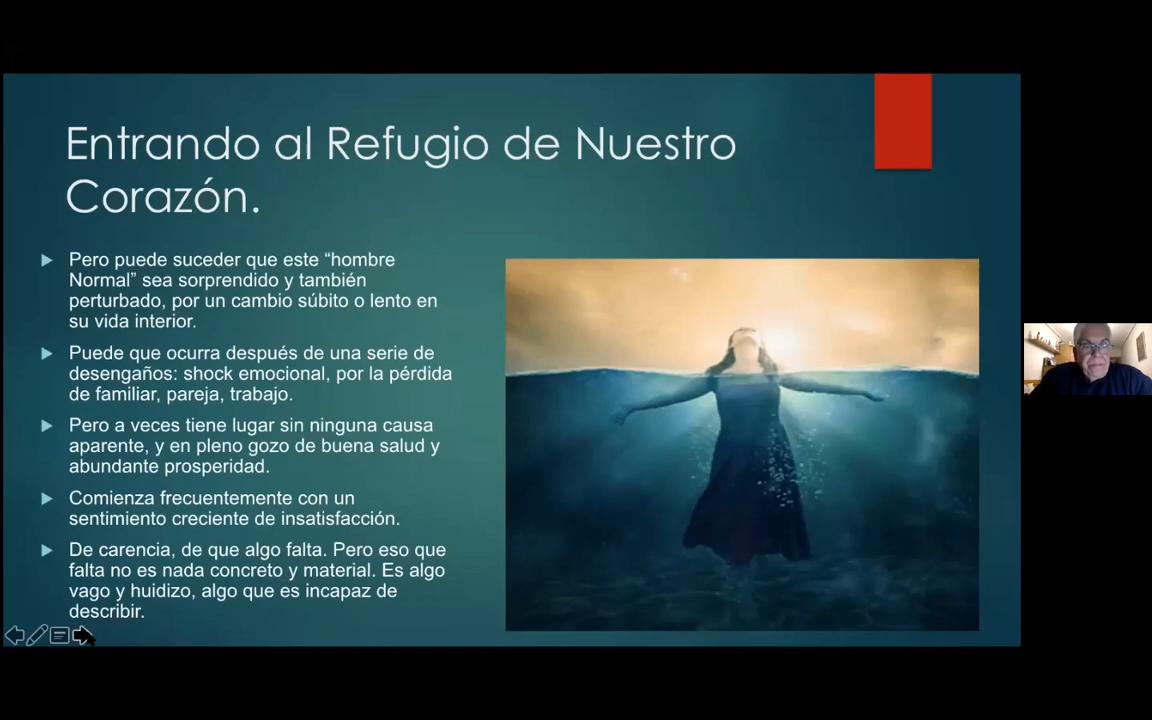 Entrando al Refugio de Nuestro
Corazón.
Pero puede suceder que este “hombre
Normal” sea sorprendido y también
perturbado, por un cambio súbito o lento en
su vida interior.
Puede que ocurra después de una serie de
desengaños: shock emocional, por la pérdida
de familiar, pareja, trabajo.
Pero a veces tiene lugar sin ninguna causa
aparente, y en pleno gozo de buena salud y
abundante prosperidad.
Comienza frecuentemente con un
sentimiento creciente de insatisfacción.
De carencia, de que algo falta. Pero eso que
falta no es nada concreto y material. Es algo
vago y huidizo, algo que es incapaz de
describir.